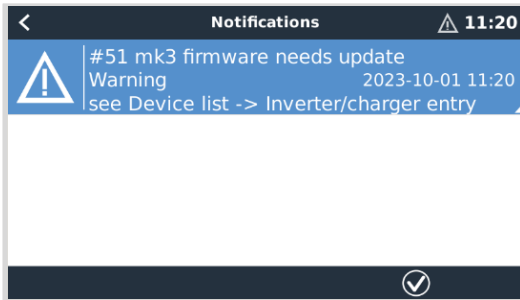 Notifications 11:20
#51 mk3 firmware needs update
Warning 2023-10-01 11:20
see Device list -> Inverter/charger entry